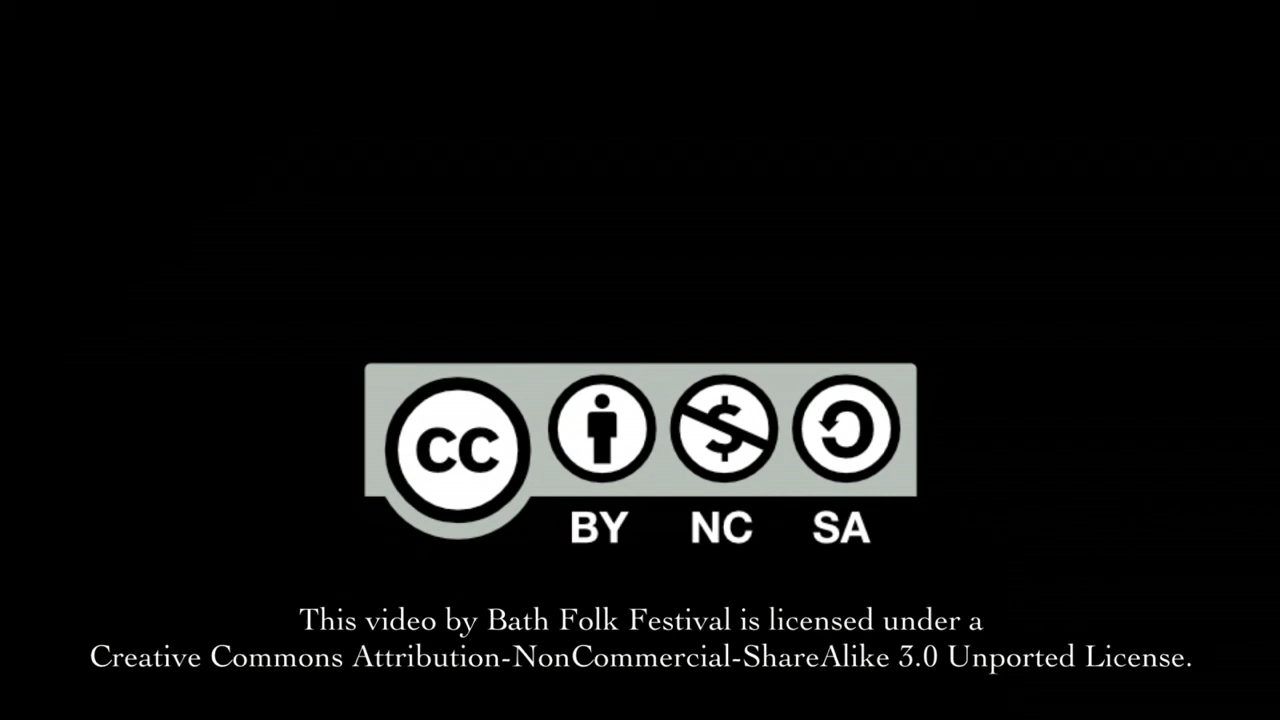 CC
BY NC SA
This video by Bath Folk Festival is licensed under a
Creative Commons Attribution-NonCommercial-ShareAlike 3.0 Unported License.